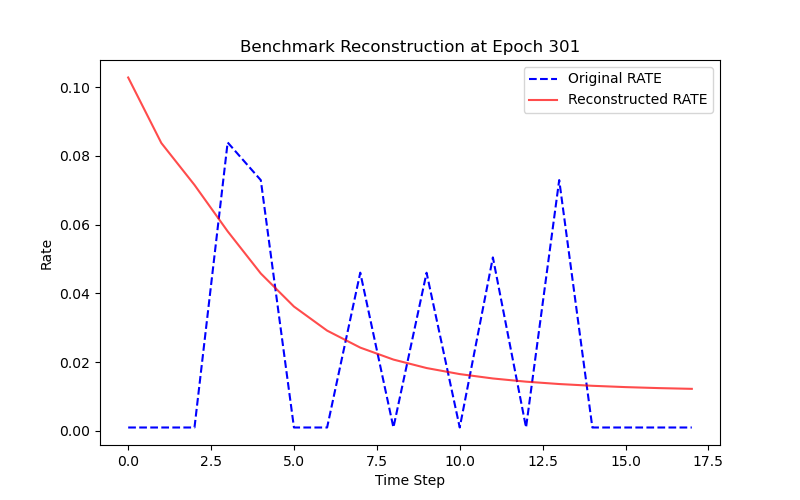 Benchmark Reconstruction at Epoch 301
Original RATE
Reconstructed RATE
Rate
0.10
0.08
0.06
0.04
0.02
0.00
0.0 2.5 5.0 7.5 10.0 12.5 15.0 17.5
Time Step